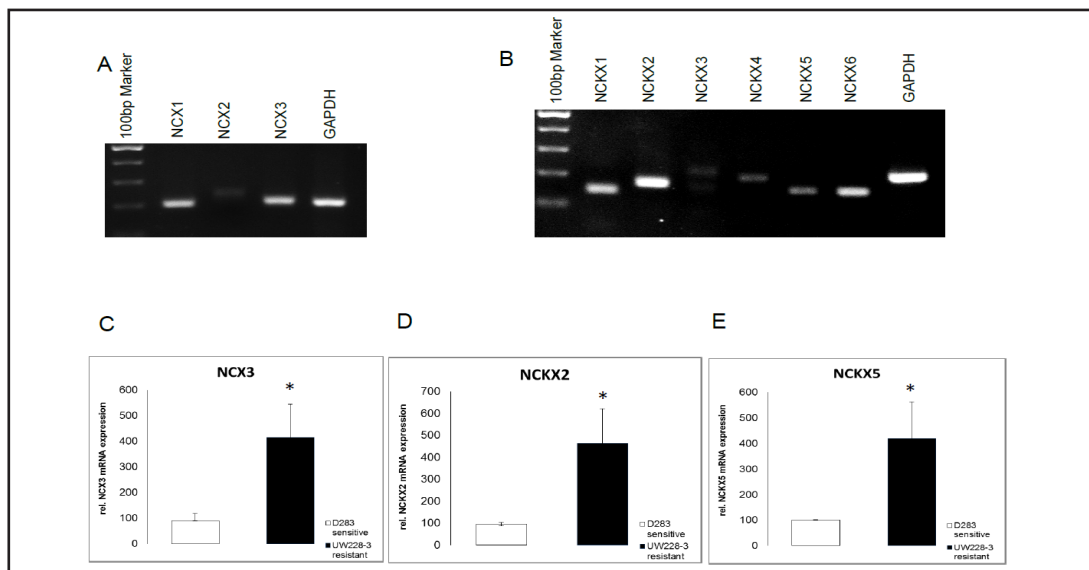 A
100bp Marker
NCX1
NCX2
NCX3
GAPDH
B
100bp Marker
NCKX1
NCKX2
NCKX3
NCKX4
NCKX5
NCKX6
GAPDH
C
NCX3
rel. NCX3 mRNA expression
600
500
400
300
200
100
0
*
D283 sensitive
UW228-3 resistant
D
NCKX2
rel. NCKX2 mRNA expression
700
600
500
400
300
200
100
0
*
D283 sensitive
UW228-3 resistant
E
NCKX5
rel. NCKX5 mRNA expression
600
500
400
300
200
100
0
*
D283 sensitive
UW228-3 resistant